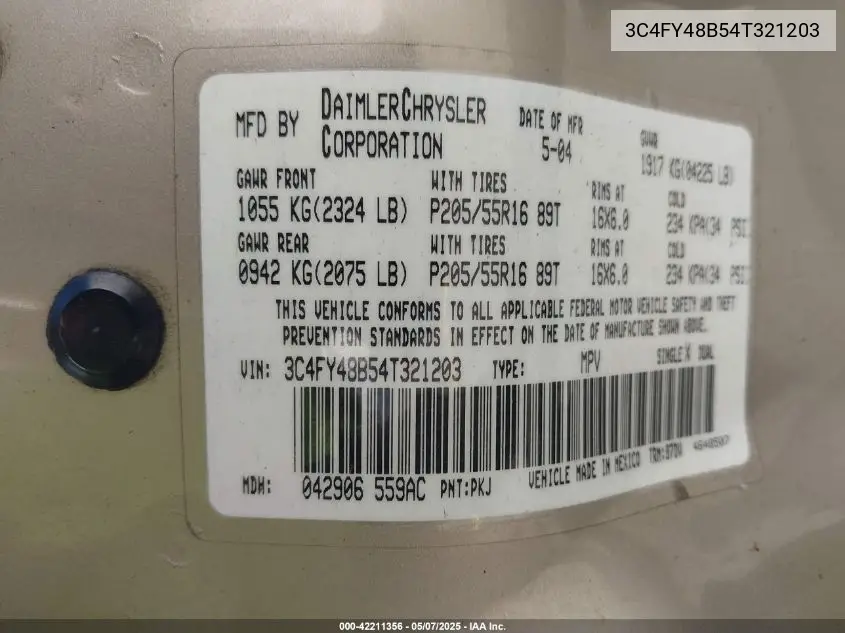 3C4FY48B54T321203
MFD BY DAIMLERCHRYSLER CORPORATION
DATE OF MFR 5-04
GVWR 1917 KG(04225 LB)
GAWR FRONT WITH TIRES RIMS AT COLD
1055 KG(2324 LB) P205/55R16 89T 16X6.0 234 KPA(34 PSI)
GAWR REAR WITH TIRES RIMS AT COLD
0942 KG(2075 LB) P205/55R16 89T 16X6.0 234 KPA(34 PSI)
THIS VEHICLE CONFORMS TO ALL APPLICABLE FEDERAL MOTOR VEHICLE SAFETY AND THEFT
PREVENTION STANDARDS IN EFFECT ON THE DATE OF MANUFACTURE SHOWN ABOVE.
VIN: 3C4FY48B54T321203 TYPE: MPV SINGLE X DUAL
MDH: 042906 559AC PNT:PKJ VEHICLE MADE IN MEXICO
000-42211356 — 05/07/2025 — IAA Inc.